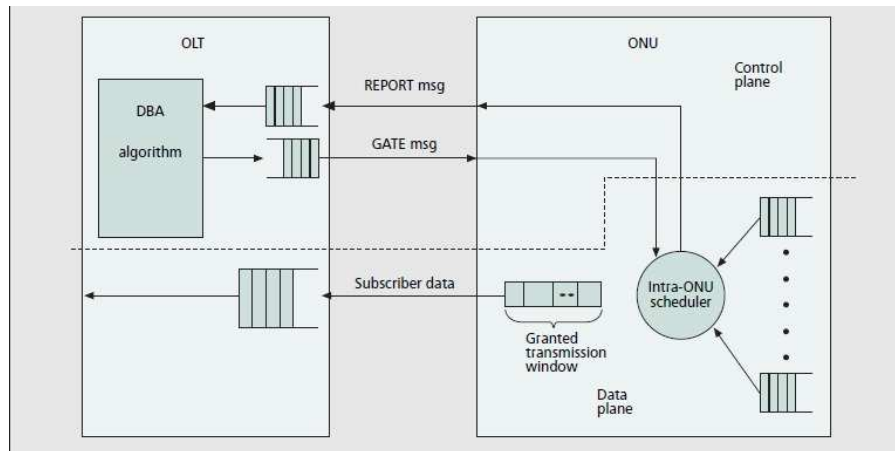 OLT
ONU
DBA
algorithm
REPORT msg
GATE msg
Control
plane
Subscriber data
Granted
transmission
window
Intra-ONU
scheduler
Data
plane